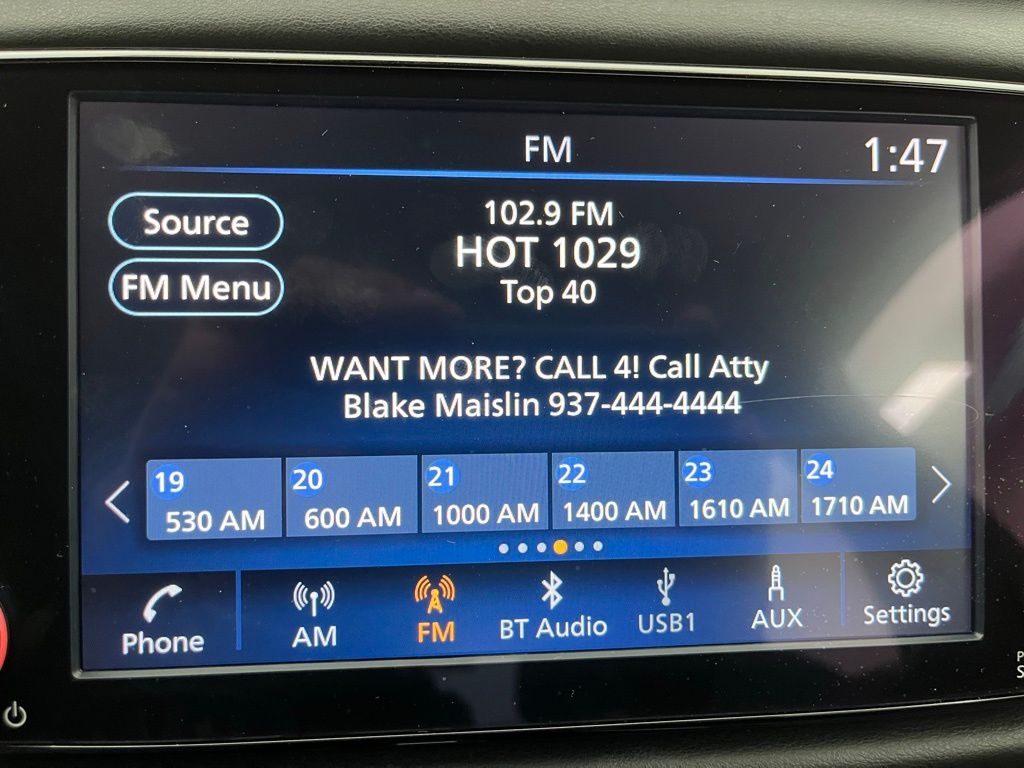 FM
1:47
Source
FM Menu
102.9 FM
HOT 1029
Top 40
WANT MORE? CALL 4! Call Atty
Blake Maislin 937-444-4444
19
530 AM
20
600 AM
21
1000 AM
22
1400 AM
23
1610 AM
24
1710 AM
Phone
AM
FM
BT Audio
USB1
AUX
Settings